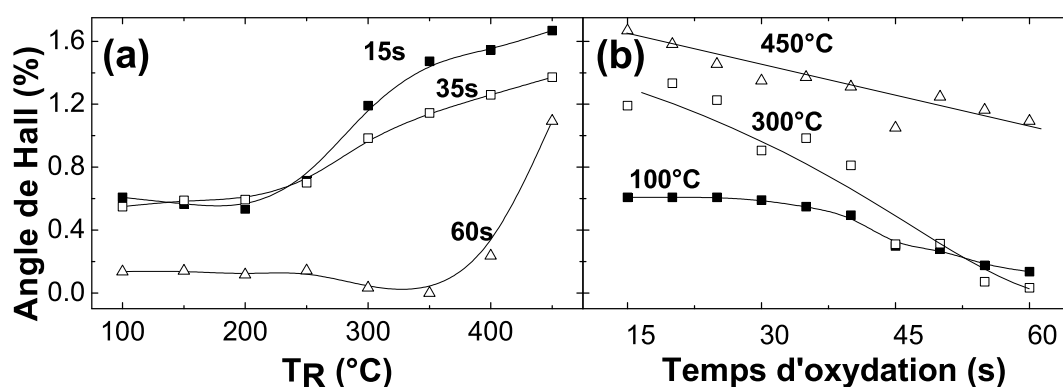 Angle de Hall (%)
1.6
1.2
0.8
0.4
0.0
(a)
15s
35s
60s
100
200
300
400
TR (°C)
(b)
450°C
300°C
100°C
15
30
45
60
Temps d'oxydation (s)